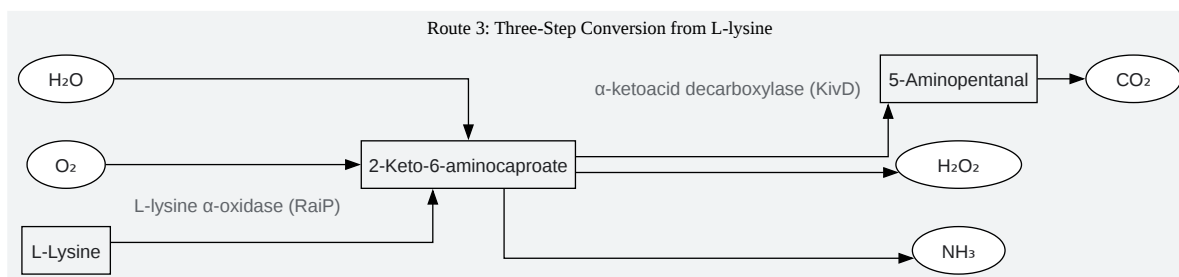 Route 3: Three-Step Conversion from L-lysine
H₂O
α-ketoacid decarboxylase (KivD)
5-Aminopentanal
CO₂
O₂
2-Keto-6-aminocaproate
H₂O₂
L-lysine α-oxidase (RaiP)
L-Lysine
NH₃